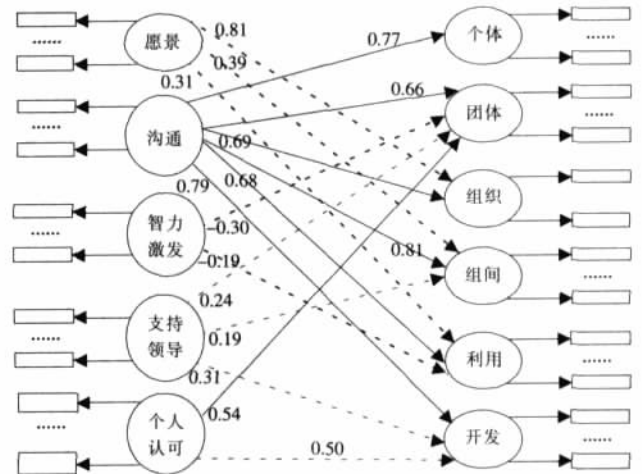 ......
愿景
0.81
0.39
0.31
0.77
个体
......
......
沟通
0.66
团体
......
0.69
0.79
0.68
组织
智力
激发
......
-0.30
-0.19
0.81
组间
......
0.24
支持
领导
......
0.19
0.31
利用
......
0.54
个人
认可
......
0.50
开发
......